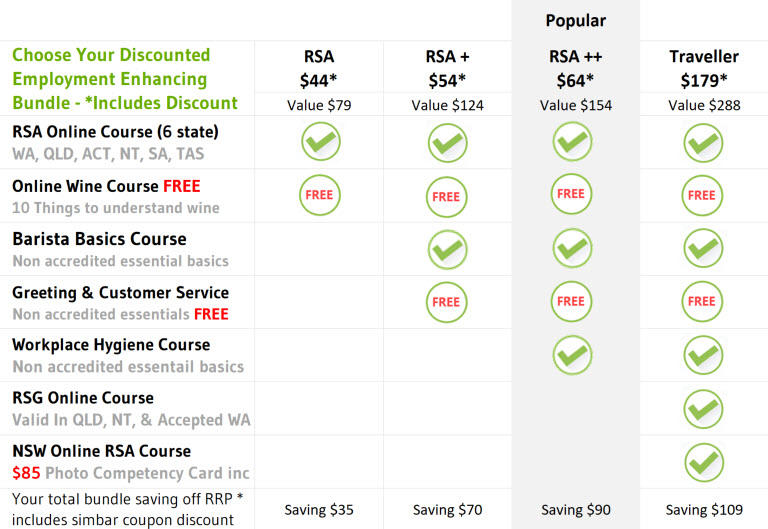 Popular
Choose Your Discounted
Employment Enhancing
Bundle - *Includes Discount
RSA
$44*
Value $79
RSA +
$54*
Value $124
RSA ++
$64*
Value $154
Traveller
$179*
Value $288
RSA Online Course (6 state)
WA, QLD, ACT, NT, SA, TAS
Online Wine Course FREE
10 Things to understand wine
FREE
FREE
FREE
FREE
Barista Basics Course
Non accredited essential basics
Greeting & Customer Service
Non accredited essentials FREE
FREE
FREE
FREE
Workplace Hygiene Course
Non accredited essentail basics
RSG Online Course
Valid In QLD, NT, & Accepted WA
NSW Online RSA Course
$85 Photo Competency Card inc
Your total bundle saving off RRP *
includes simbar coupon discount
Saving $35
Saving $70
Saving $90
Saving $109